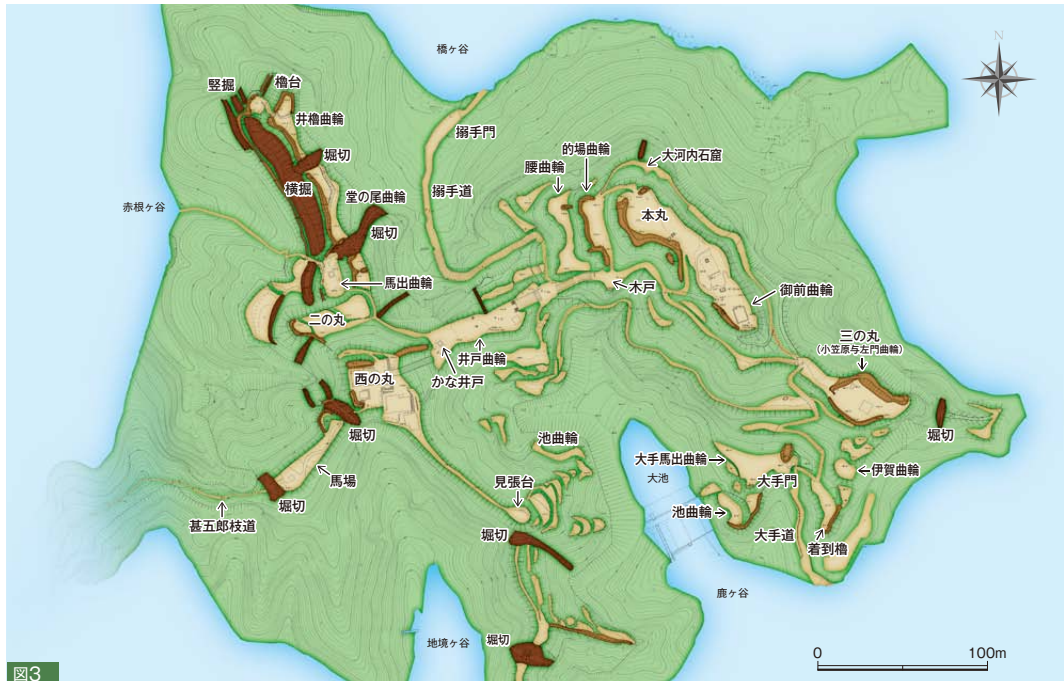 橋ヶ谷
N
竪掘
櫓台
井櫓曲輪
堀切
横掘
堂の尾曲輪
堀切
赤根ヶ谷
馬出曲輪
二の丸
搦手門
搦手道
腰曲輪
的場曲輪
大河内石窟
本丸
木戸
御前曲輪
三の丸
(小笠原与左門曲輪)
井戸曲輪
かな井戸
西の丸
堀切
馬場
堀切
甚五郎枝道
池曲輪
見張台
堀切
大手馬出曲輪
大池
大手門
池曲輪
大手道
着到櫓
伊賀曲輪
堀切
鹿ヶ谷
地境ヶ谷
堀切
0
100m
図3